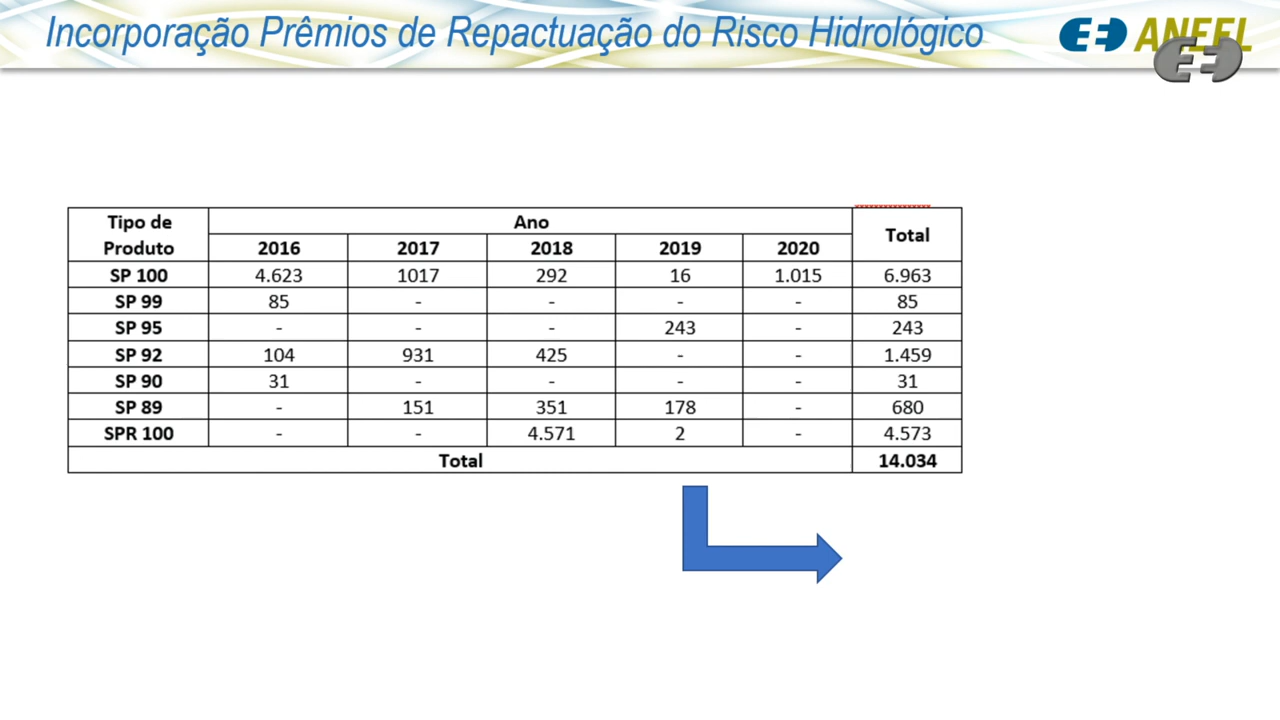 Incorporação Prêmios de Repactuação do Risco Hidrológico
ANEEL
Tipo de Produto Ano Total
2016 2017 2018 2019 2020
SP 100 4.623 1017 292 16 1.015 6.963
SP 99 85 - - - - 85
SP 95 - - - 243 - 243
SP 92 104 931 425 - - 1.459
SP 90 31 - - - - 31
SP 89 - 151 351 178 - 680
SPR 100 - - 4.571 2 - 4.573
Total 14.034